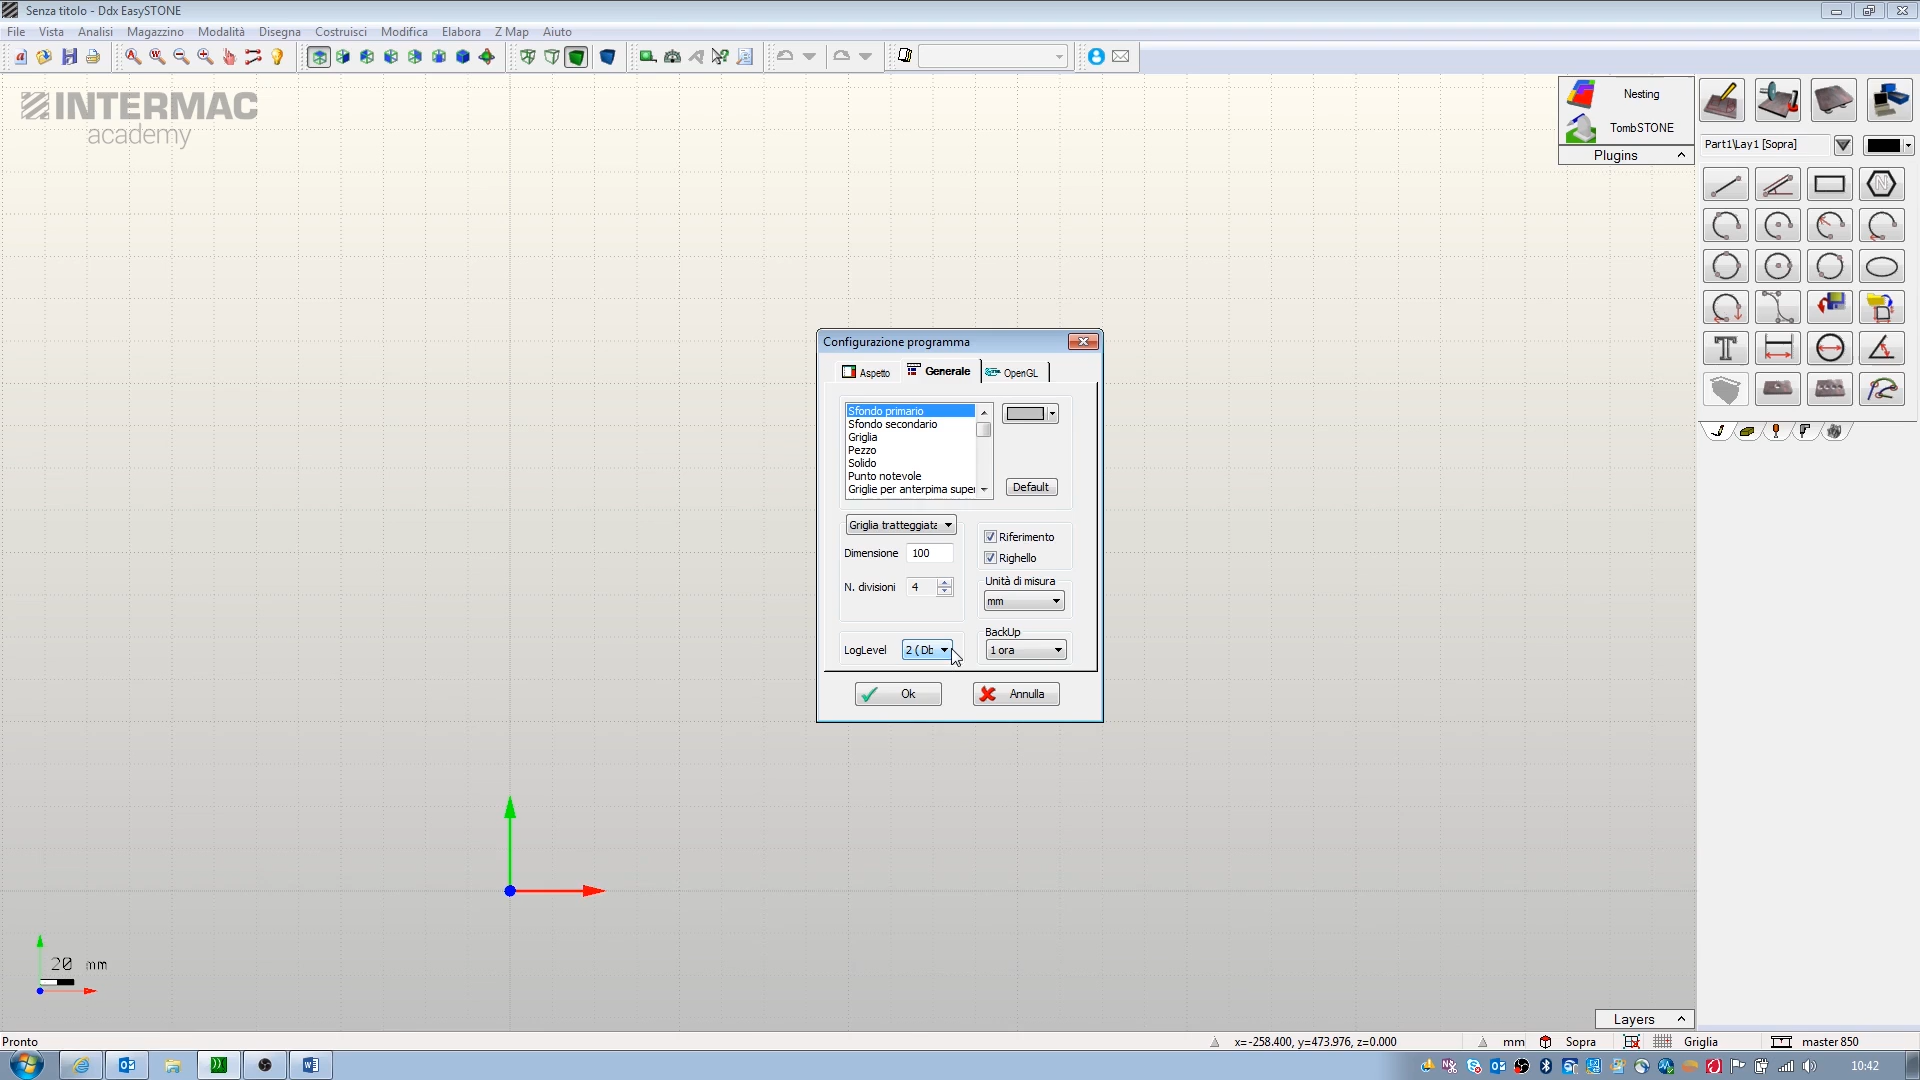 Senza titolo - Ddx EasySTONE
File Vista Analisi Magazzino Modalità Disegna Costruisci Modifica Elabora Z Map Aiuto
INTERMAC
academy
Nesting
TombSTONE
Plugins
Part1\Lay1 [Sopra]
Configurazione programma
Aspetto Generale OpenGL
Sfondo primario
Sfondo secondario
Griglia
Pezzo
Solido
Punto notevole
Griglie per anterpima super
Default
Griglia tratteggiata
Riferimento
Dimensione 100
Righello
Unità di misura
N. divisioni 4
mm
BackUp
LogLevel 2 ( Db
1 ora
Ok Annulla
20 mm
Layers
Pronto
x=-258.400, y=473.976, z=0.000 mm Sopra Griglia master 850
10:42